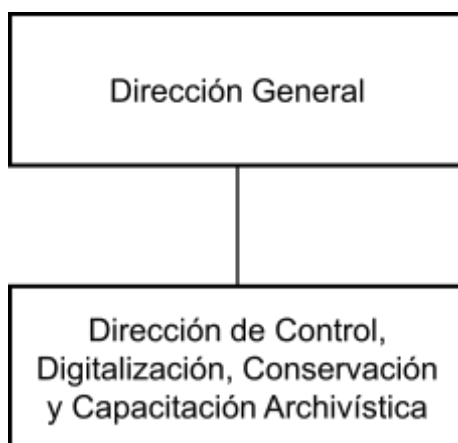 Dirección General
Dirección de Control,
Digitalización, Conservación
y Capacitación Archivística